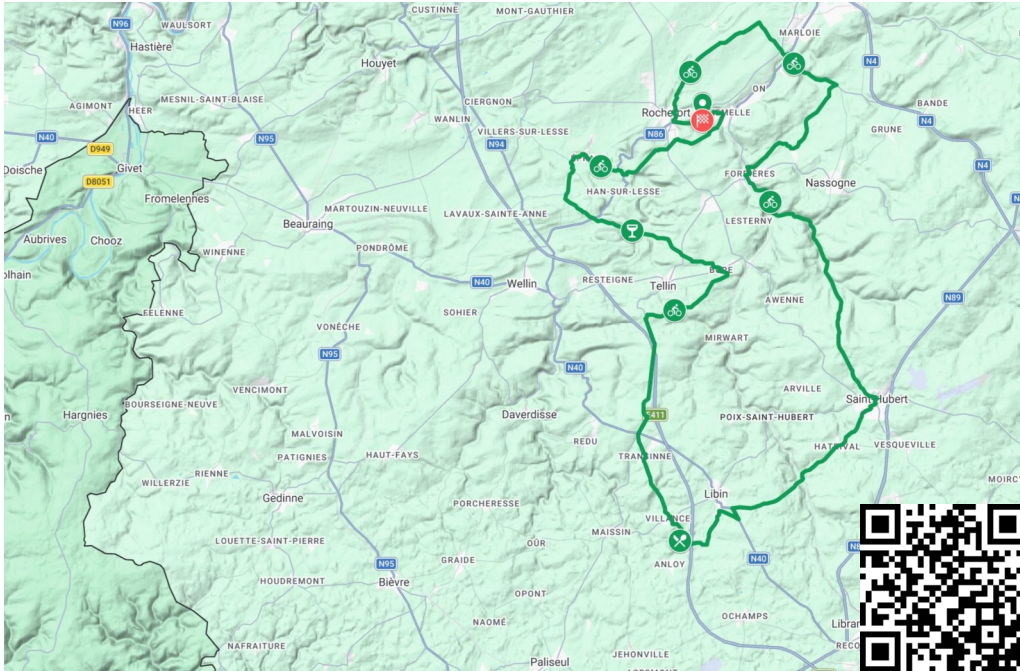 CUSTINNE
MONT-GAUTHIER
N96
WAULSORT
MARLOIE
Hastière
Houyet
N4
AGIMONT
MESNIL-SAINT-BLAISE
CIERGNON
ON
HEER
Rochefort
BANDE
WANLIN
N4
N40
N95
VILLERS-SUR-LESSE
N86
GRUNE
D949
N94
N4
Doische
Givet
D8051
Nassogne
Fromelennes
HAN-SUR-LESSE
MARTOUZIN-NEUVILLE
LAVAUX-SAINTE-ANNE
LESTERNY
Beauraing
Aubrives
Chooz
WINENNE
PONDRÔME
N40
Wellin
RESTEIGNE
Tellin
N89
AWENNE
FELENNE
SOHIER
VONÊCHE
MIRWART
N95
N40
VENCIMONT
ARVILLE
BOURSEIGNE-NEUVE
Hargnies
Daverdisse
E411
POIX-SAINT-HUBERT
Saint-Hubert
MALVOISIN
REDU
VESQUEVILLE
PATIGNIES
HAUT-FAYS
TRANSINNE
HATRIVAL
RIENNE
WILLERZIE
Gedinne
Libin
PORCHERESSE
VILLANCE
MAISSIN
LOUETTE-SAINT-PIERRE
OÛR
N40
GRAIDE
N95
ANLOY
HOUDREMONT
Bièvre
OPONT
OCHAMPS
NAOMÉ
NAFRAITURE
JEHONVILLE
Paliseul